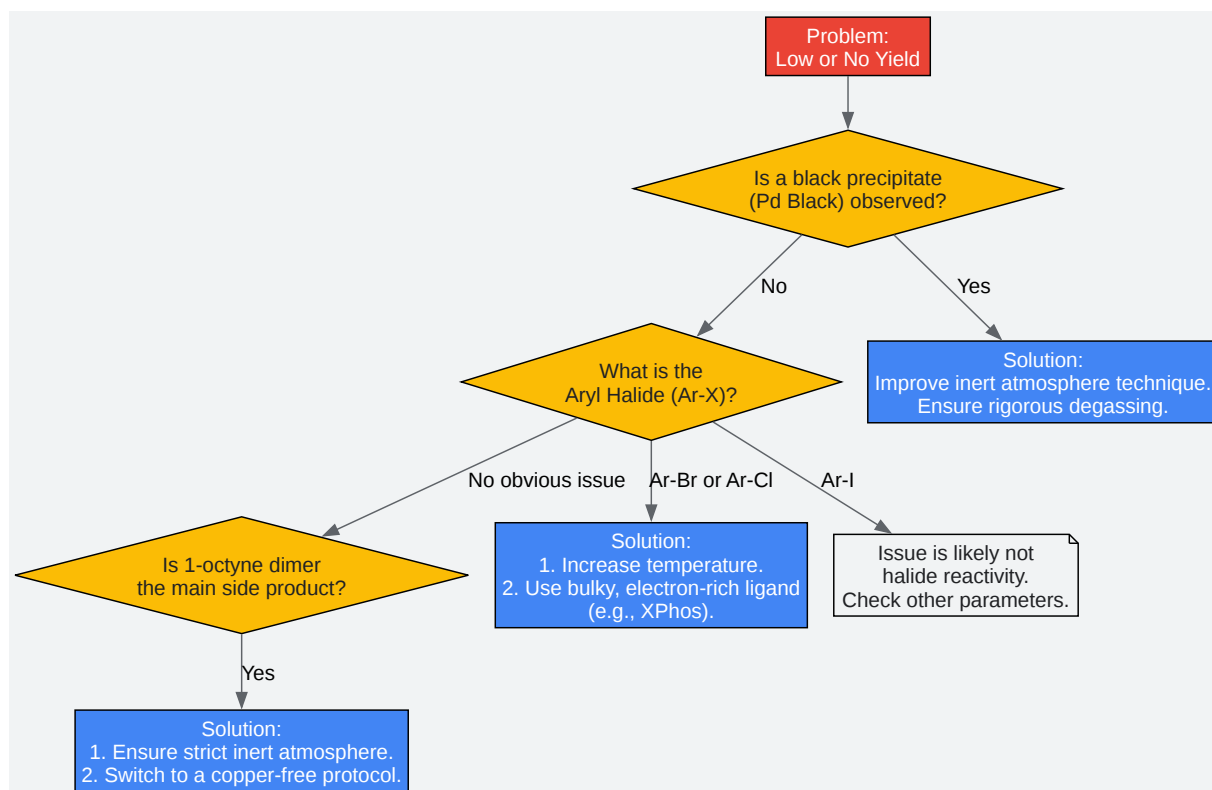 Problem:
Low or No Yield
Is a black precipitate
(Pd Black) observed?
No
Yes
What is the
Aryl Halide (Ar-X)?
Solution:
Improve inert atmosphere technique.
Ensure rigorous degassing.
No obvious issue
Ar-Br or Ar-Cl
Ar-I
Is 1-octyne dimer
the main side product?
Solution:
1. Increase temperature.
2. Use bulky, electron-rich ligand
(e.g., XPhos).
Issue is likely not
halide reactivity.
Check other parameters.
Yes
Solution:
1. Ensure strict inert atmosphere.
2. Switch to a copper-free protocol.